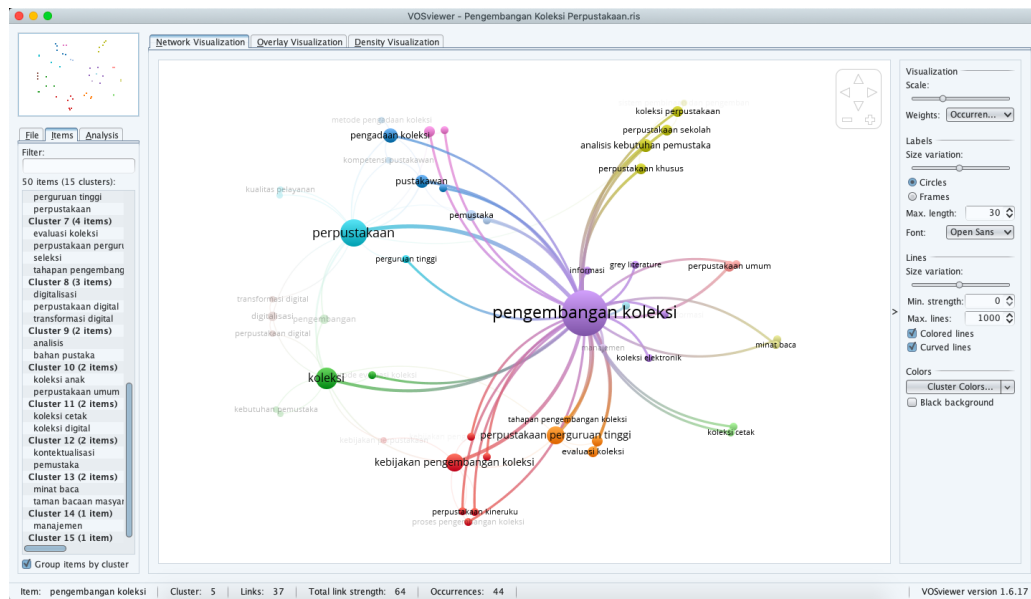 VOSviewer - Pengembangan Koleksi Perpustakaan.ris
File Items Analysis
Filter:
50 items (15 clusters):
perguruan tinggi
perpustakaan
Cluster 7 (4 items)
evaluasi koleksi
perpustakaan perguru
seleksi
tahapan pengembang
Cluster 8 (3 items)
digitalisasi
perpustakaan digital
transformasi digital
Cluster 9 (2 items)
analisis
bahan pustaka
Cluster 10 (2 items)
koleksi anak
perpustakaan umum
Cluster 11 (2 items)
koleksi cetak
koleksi digital
Cluster 12 (2 items)
kontektualisasi
pemustaka
Cluster 13 (2 items)
minat baca
taman bacaan masyar
Cluster 14 (1 item)
manajemen
Cluster 15 (1 item)
Group items by cluster
Network Visualization Overlay Visualization Density Visualization
koleksi perpustakaan
metode pengadaan koleksi
perpustakaan sekolah
pengadaan koleksi
analisis kebutuhan pemustaka
kompetensi pustakawan
perpustakaan khusus
pustakawan
kualitas pelayanan
pemustaka
perpustakaan
perguruan tinggi
grey literature
perpustakaan umum
informasi
transformasi digital
pengembangan koleksi
digitalisasi
pengembangan
perpustakaan digital
minat baca
manajemen
koleksi elektronik
koleksi
kebutuhan pemustaka
tahapan pengembangan koleksi
koleksi cetak
perpustakaan perguruan tinggi
evaluasi koleksi
kebijakan pengembangan koleksi
perpustakaan kineruku
proses pengembangan koleksi
Visualization
Scale:
Weights: Occurren...
Labels
Size variation:
Circles
Frames
Max. length: 30
Font: Open Sans
Lines
Size variation:
Min. strength: 0
Max. lines: 1000
Colored lines
Curved lines
Colors
Cluster Colors...
Black background
>
Item: pengembangan koleksi Cluster: 5 Links: 37 Total link strength: 64 Occurrences: 44 VOSviewer version 1.6.17